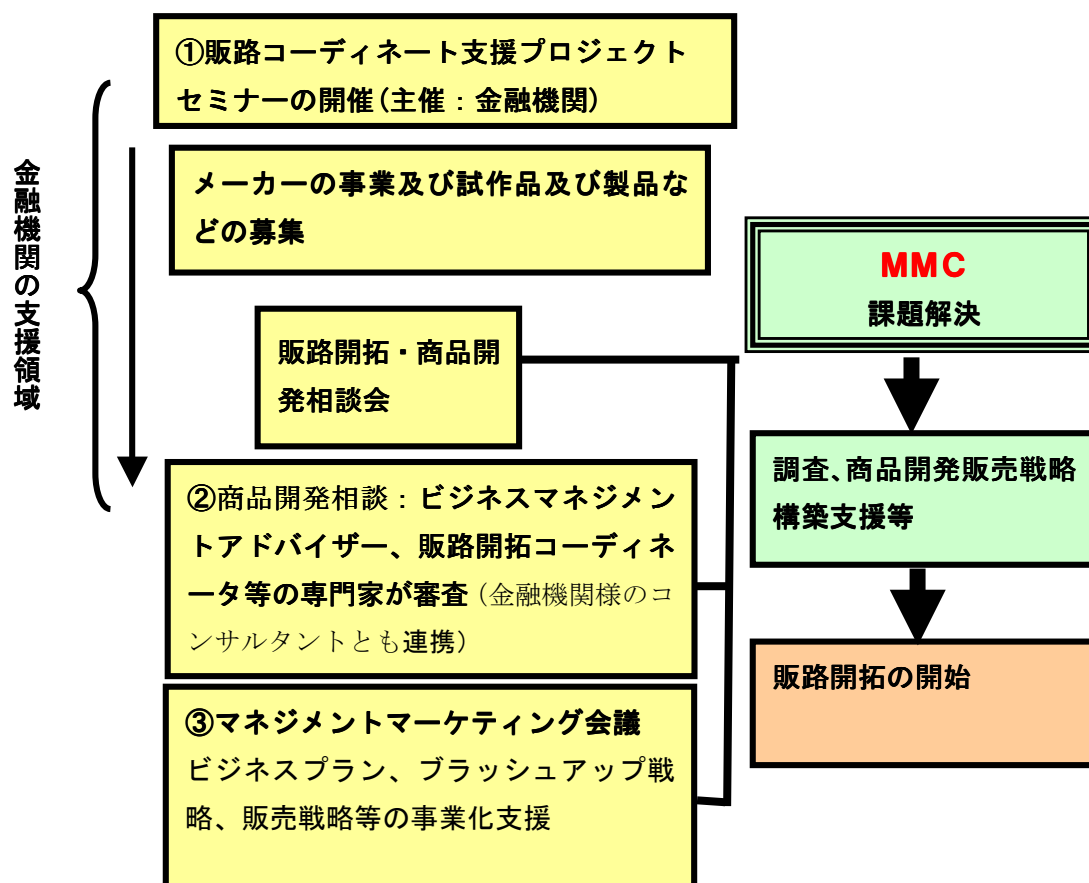 ①販路コーディネート支援プロジェクト
セミナーの開催(主催：金融機関)
金融機関の支援領域
メーカーの事業及び試作品及び製品な
どの募集
販路開拓・商品開
発相談会
②商品開発相談：ビジネスマネジメン
トアドバイザー、販路開拓コーディネ
ータ等の専門家が審査（金融機関様のコ
ンサルタントとも連携）
③マネジメントマーケティング会議
ビジネスプラン、ブラッシュアップ戦
略、販売戦略等の事業化支援
MMC
課題解決
調査、商品開発販売戦略
構築支援等
販路開拓の開始